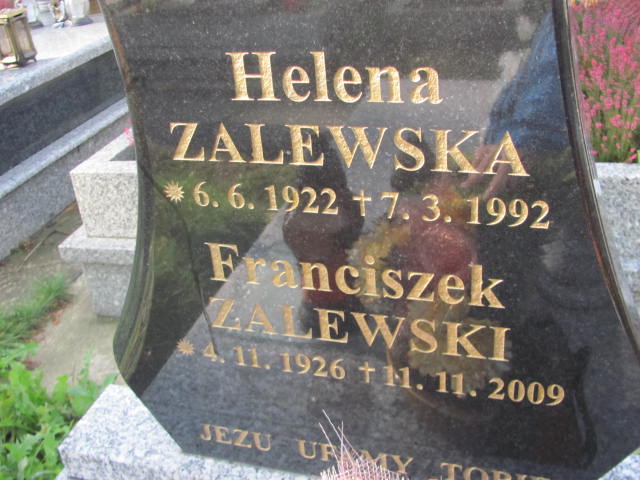 Helena
ZALEWSKA
* 6. 6. 1922 † 7. 3. 1992
Franciszek
ZALEWSKI
* 4. 11. 1926 † 11. 11. 2009
JEZU